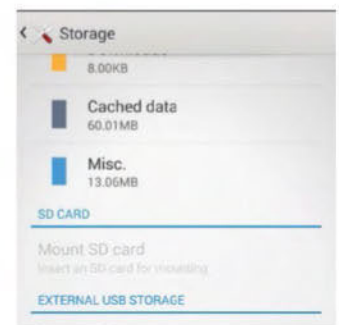 Storage
8.00KB
Cached data
60.01MB
Misc.
13.06MB
SD CARD
Mount SD card
Insert an SD card for mounting
EXTERNAL USB STORAGE